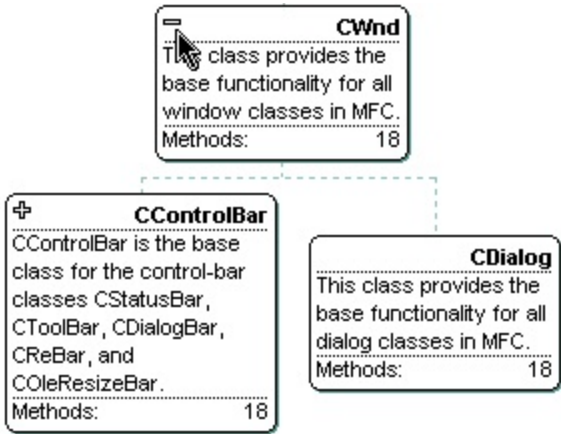 CWnd
This class provides the
base functionality for all
window classes in MFC.
Methods: 18
CControlBar
CControlBar is the base
class for the control-bar
classes CStatusBar,
CToolBar, CDialogBar,
CReBar, and
COleResizeBar.
Methods: 18
CDialog
This class provides the
base functionality for all
dialog classes in MFC.
Methods: 18